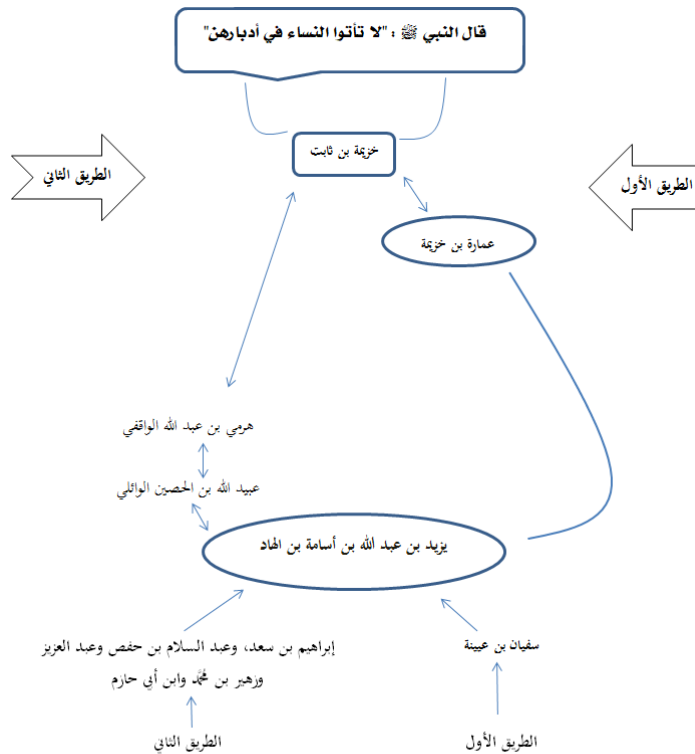 قال النبي ﷺ : "لا تأتوا النساء في أدبارهن"
خزيمة بن ثابت
الطريق الأول
الطريق الثاني
عمارة بن خزيمة
هرمي بن عبد الله الواقفي
عبيد الله بن الحصين الوائلي
يزيد بن عبد الله بن أسامة بن الهاد
سفيان بن عيينة
إبراهيم بن سعد، وعبد السلام بن حفص وعبد العزيز
وزهير بن محمد وابن أبي حازم
الطريق الأول
الطريق الثاني